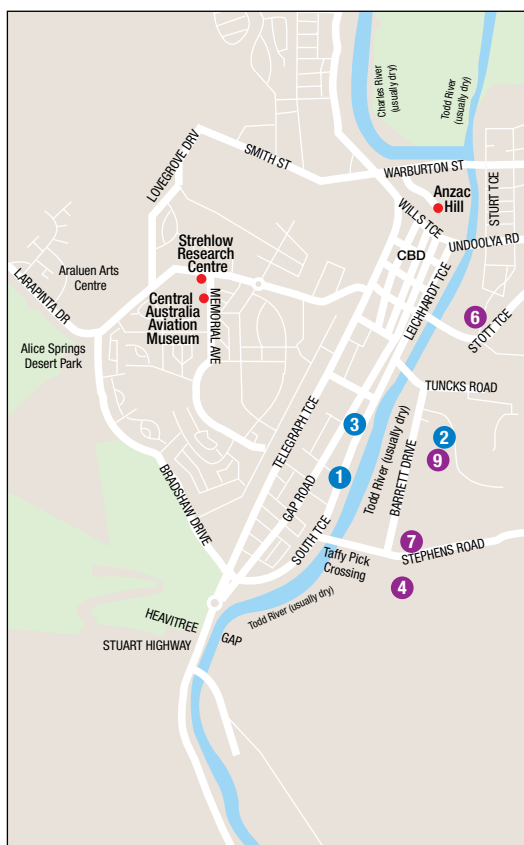 Charles River
(usually dry)
Todd River
(usually dry)
LOVEGROVE DRV
SMITH ST
WARBURTON ST
Anzac
Hill
STURT TCE
WILLS TCE
UNDOOLYA RD
Strehlow
Research
Centre
CBD
Araluen Arts
Centre
LARAPINTA DR
Central
Australia
Aviation
Museum
MEMORIAL AVE
LEICHHARDT TCE
6
STOTT TCE
Alice Springs
Desert Park
TUNCKS ROAD
TELEGRAPH TCE
3
2
9
Todd River (usually dry)
BARRETT DRIVE
1
GAP ROAD
BRADSHAW DRIVE
SOUTH TCE
7
STEPHENS ROAD
Taffy Pick
Crossing
4
Todd River (usually dry)
HEAVITREE
GAP
STUART HIGHWAY